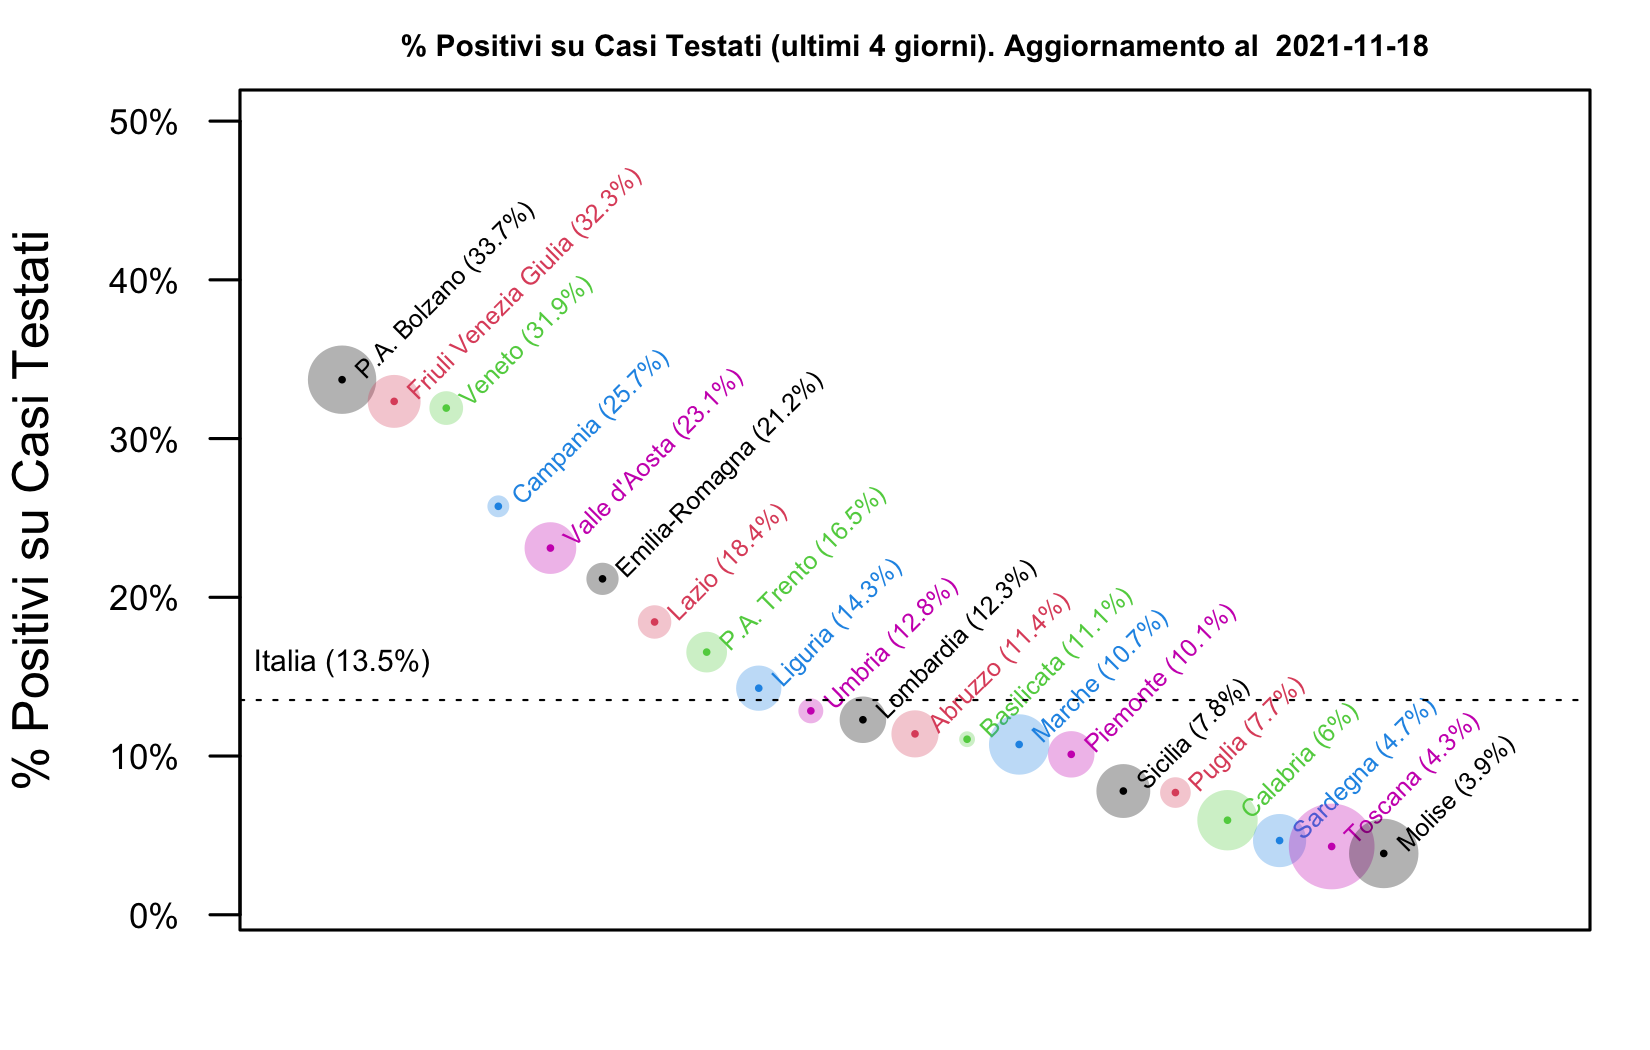 % Positivi su Casi Testati (ultimi 4 giorni). Aggiornamento al  2021-11-18
% Positivi su Casi Testati
50%
40%
30%
20%
10%
0%
Italia (13.5%)
P.A. Bolzano (33.7%)
Friuli Venezia Giulia (32.3%)
Veneto (31.9%)
Campania (25.7%)
Valle d'Aosta (23.1%)
Emilia-Romagna (21.2%)
Lazio (18.4%)
P.A. Trento (16.5%)
Liguria (14.3%)
Umbria (12.8%)
Lombardia (12.3%)
Abruzzo (11.4%)
Basilicata (11.1%)
Marche (10.7%)
Piemonte (10.1%)
Sicilia (7.8%)
Puglia (7.7%)
Calabria (6%)
Sardegna (4.7%)
Toscana (4.3%)
Molise (3.9%)